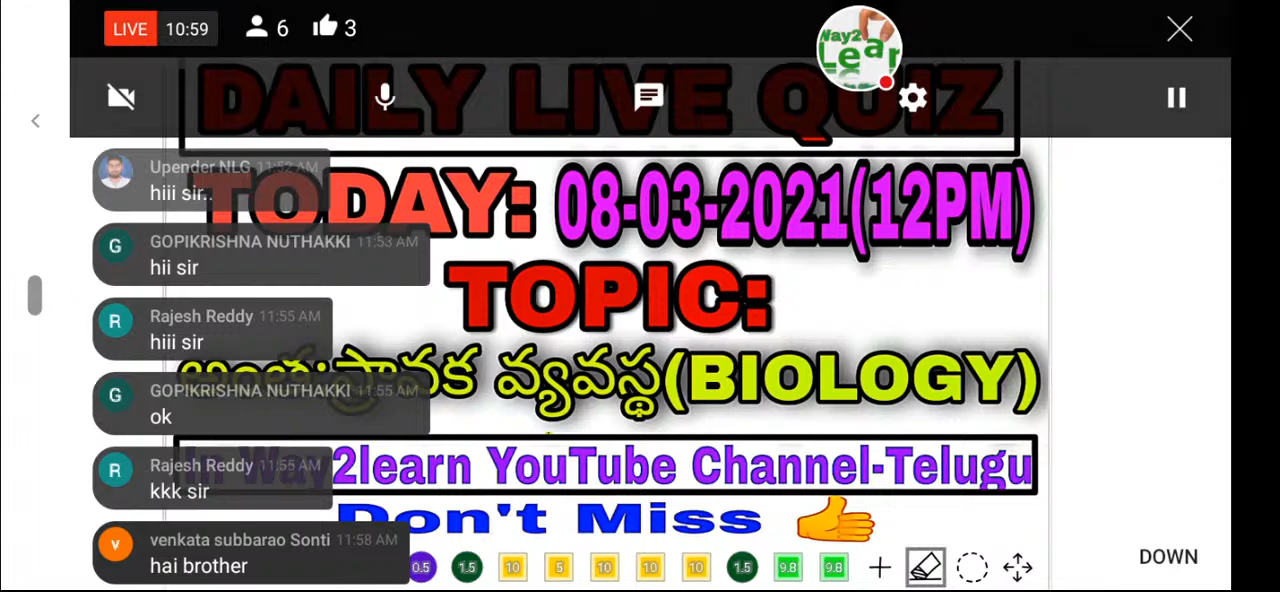 LIVE 10:59 6 3
Way2
Lear
DAILY LIVE QUIZ
Upender NLG 11:52 AM
hiii sir..
TODAY: 08-03-2021(12PM)
GOPIKRISHNA NUTHAKKI 11:53 AM
hii sir
TOPIC:
Rajesh Reddy 11:55 AM
hiii sir
వ్యవస్థ(BIOLOGY)
GOPIKRISHNA NUTHAKKI 11:55 AM
ok
In Way2learn YouTube Channel-Telugu
Rajesh Reddy 11:55 AM
kkk sir
Don't Miss
venkata subbarao Sonti 11:58 AM
hai brother
0.5 1.5 10 5 10 10 10 1.5 9.8 9.8
DOWN